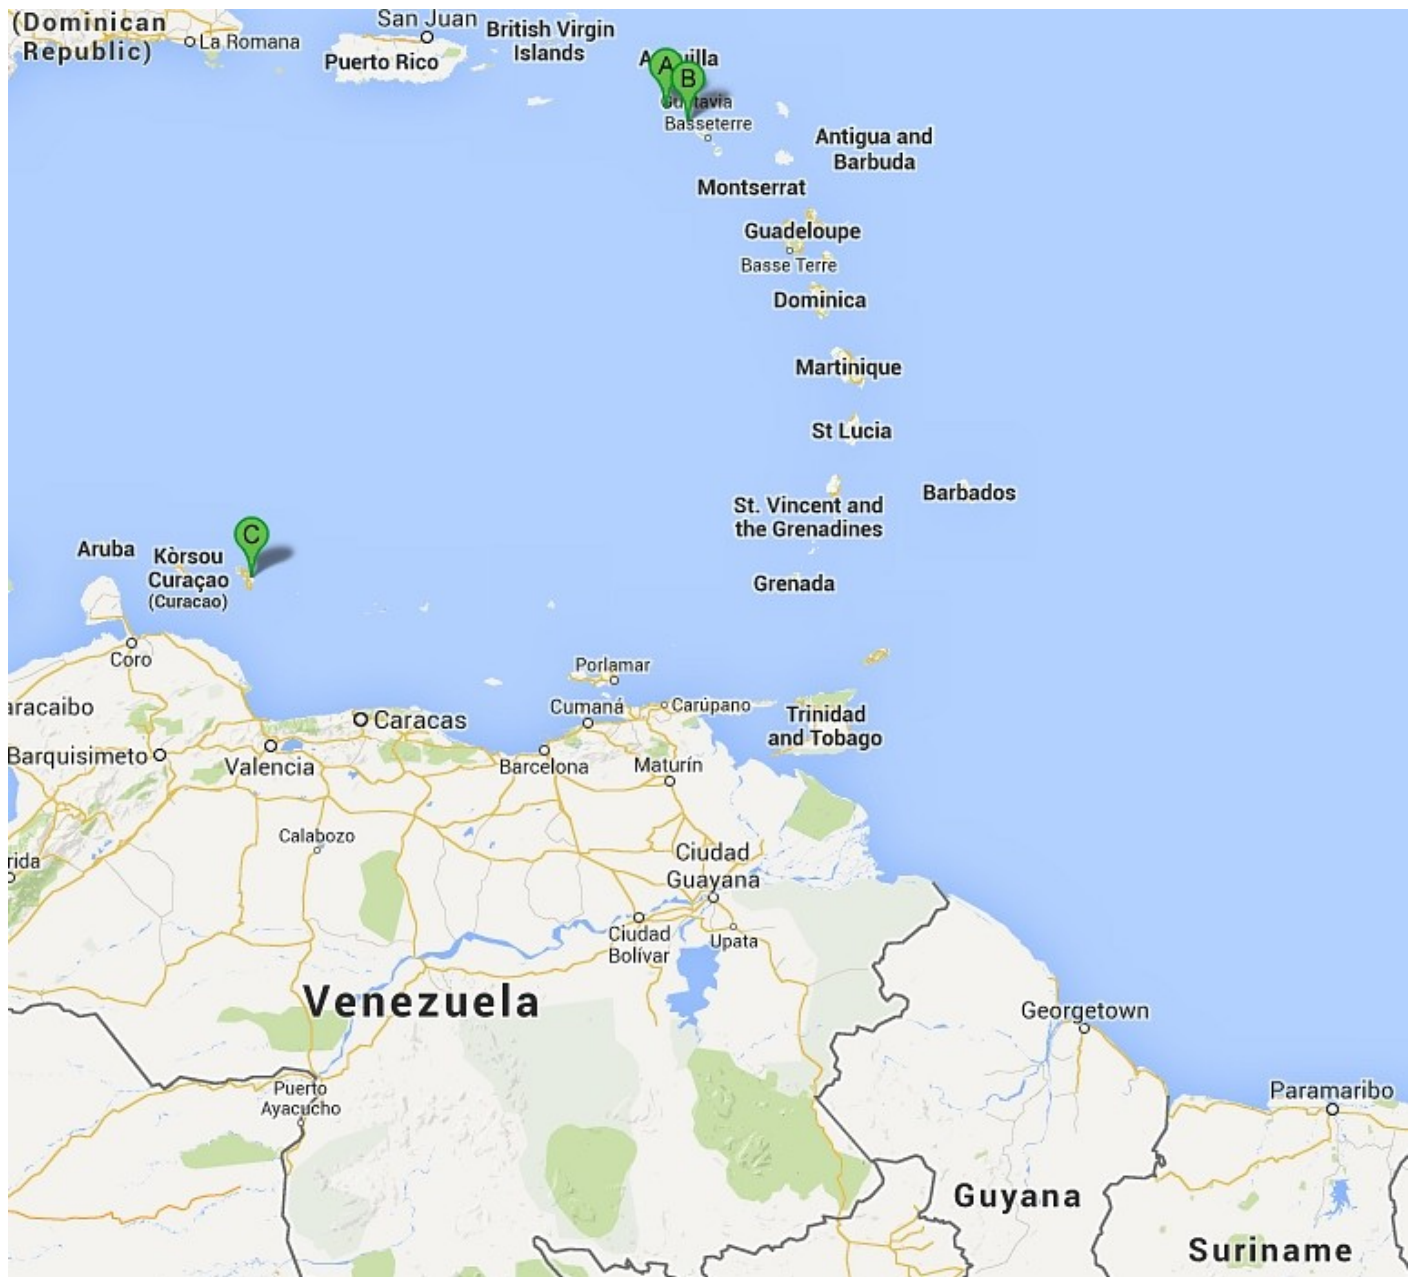 (Dominican
Republic)
La Romana
San Juan
Puerto Rico
British Virgin
Islands
A
B
Basseterre
Antigua and
Barbuda
Montserrat
Guadeloupe
Basse Terre
Dominica
Martinique
St Lucia
Barbados
St. Vincent and
the Grenadines
Grenada
C
Aruba
Kòrsou
Curaçao
(Curacao)
Coro
Porlamar
aracaibo
Caracas
Cumaná
Carúpano
Trinidad
and Tobago
Barquisimeto
Valencia
Barcelona
Maturín
Calabozo
rida
Ciudad
Guayana
Ciudad
Bolívar
Upata
Venezuela
Georgetown
Puerto
Ayacucho
Paramaribo
Guyana
Suriname